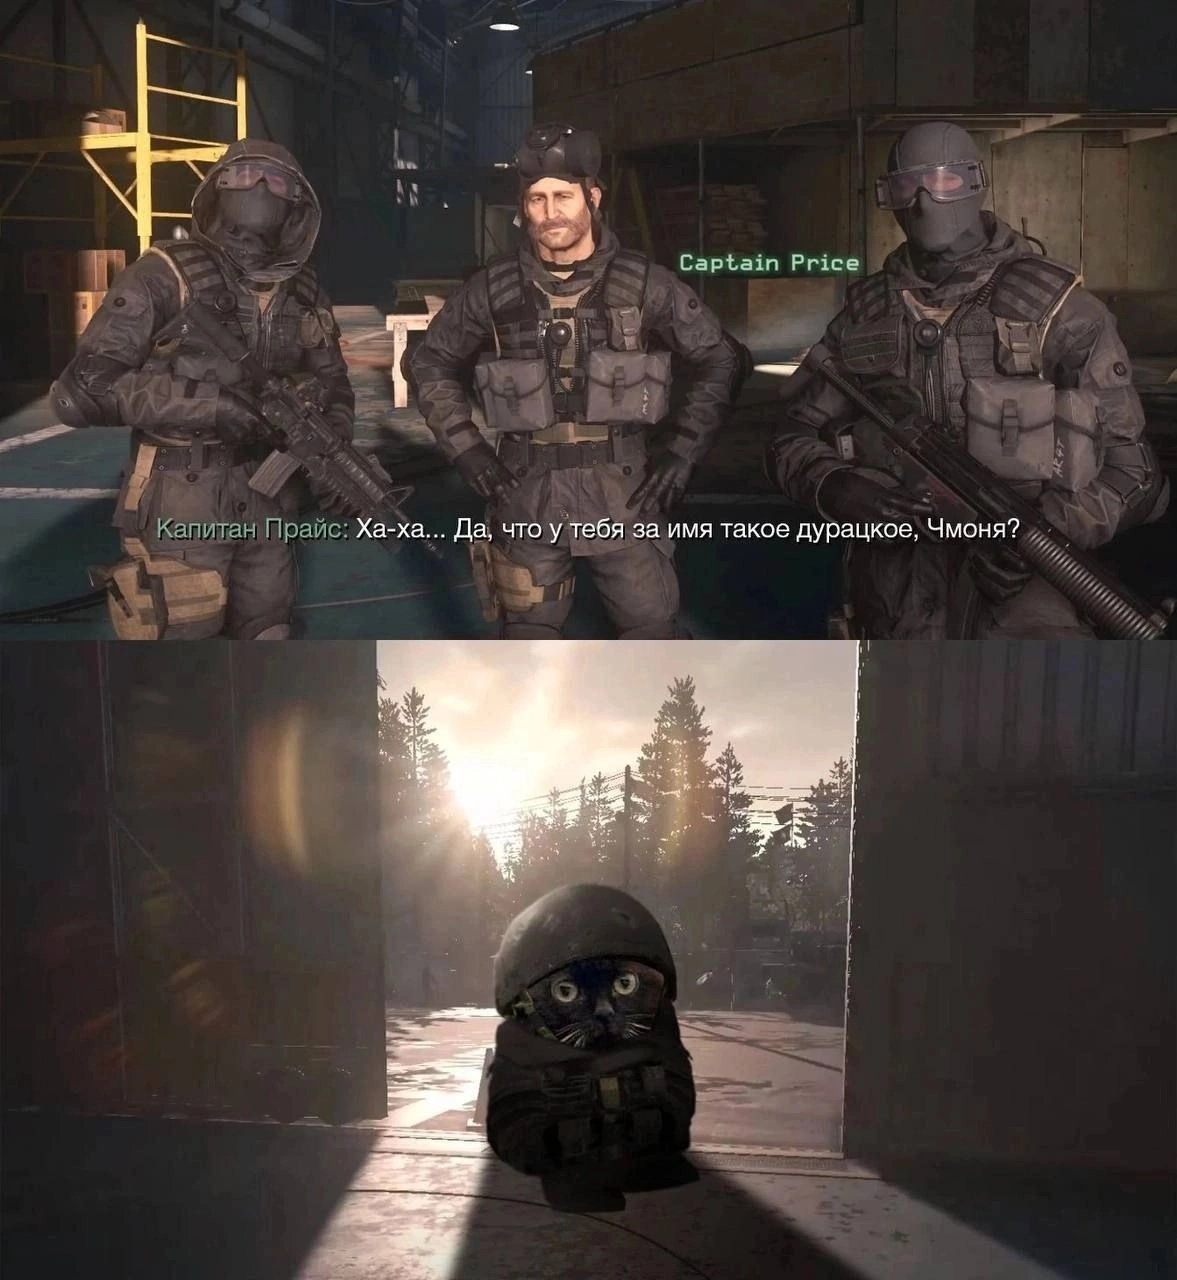 Captain Price
Капитан Прайс: Ха-ха... Да, что у тебя за имя такое дурацкое, Чмоня?